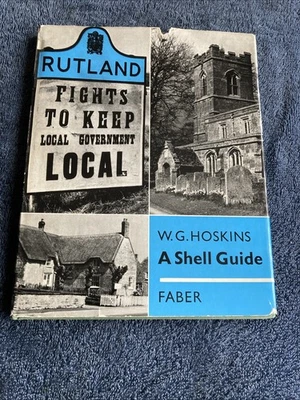 RUTLAND
FIGHTS
TO KEEP
LOCAL GOVERNMENT
LOCAL
W.G.HOSKINS
A Shell Guide
FABER